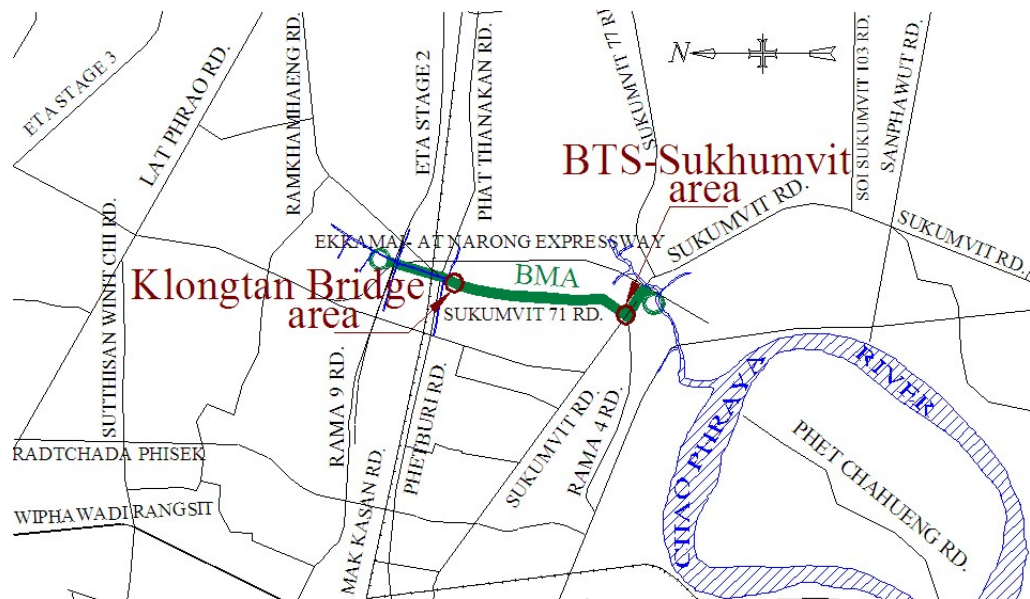 ETA STAGE 3
LAT PHRAO RD.
RAMKHAMHAENG RD.
ETA STAGE 2
PHAT THANAKAN RD.
SUKUMVIT 77 RD.
N
SOI SUKUMVIT 103 RD.
SANPHAWUT RD.
BTS-Sukhumvit
area
SUKUMVIT RD.
SUKUMVIT RD.
EKKAMAI- AT NARONG EXPRESSWAY
BMA
Klongtan Bridge
area
SUKUMVIT 71 RD.
SUTTHISAN WINIT CHI RD.
RAMA 9 RD.
PHETBURI RD.
MAK KASAN RD.
SUKUMVIT RD.
RAMA 4 RD.
RADTCHADA PHISEK
WIPHAWADI RANGSIT
CHAO PHRAYA
RIVER
PHET CHAHUENG RD.